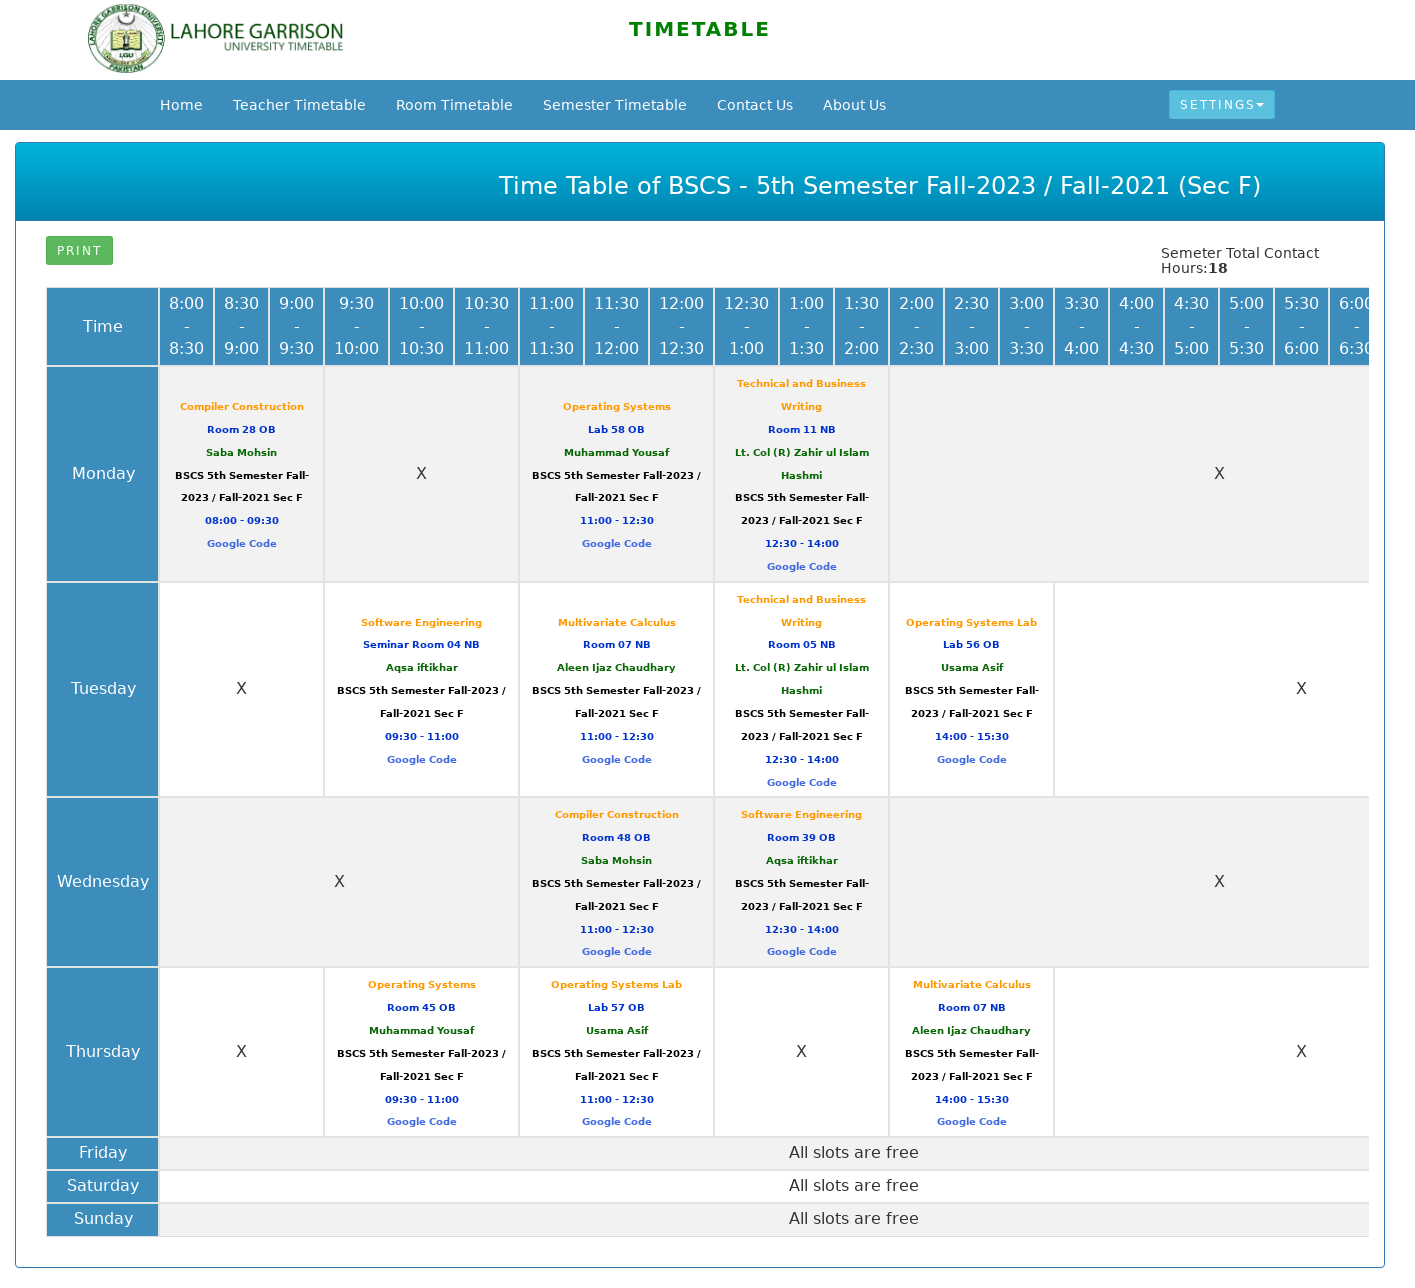 LAHORE GARRISON
UNIVERSITY TIMETABLE
TIMETABLE
Home Teacher Timetable Room Timetable Semester Timetable Contact Us About Us SETTINGS
Time Table of BSCS - 5th Semester Fall-2023 / Fall-2021 (Sec F)
PRINT
Semeter Total Contact
Hours:18
Time
8:00 - 8:30
8:30 - 9:00
9:00 - 9:30
9:30 - 10:00
10:00 - 10:30
10:30 - 11:00
11:00 - 11:30
11:30 - 12:00
12:00 - 12:30
12:30 - 1:00
1:00 - 1:30
1:30 - 2:00
2:00 - 2:30
2:30 - 3:00
3:00 - 3:30
3:30 - 4:00
4:00 - 4:30
4:30 - 5:00
5:00 - 5:30
5:30 - 6:00
6:00 - 6:30
Monday
Compiler Construction
Room 28 OB
Saba Mohsin
BSCS 5th Semester Fall-
2023 / Fall-2021 Sec F
08:00 - 09:30
Google Code
X
Operating Systems
Lab 58 OB
Muhammad Yousaf
BSCS 5th Semester Fall-2023 /
Fall-2021 Sec F
11:00 - 12:30
Google Code
Technical and Business
Writing
Room 11 NB
Lt. Col (R) Zahir ul Islam
Hashmi
BSCS 5th Semester Fall-
2023 / Fall-2021 Sec F
12:30 - 14:00
Google Code
X
Tuesday
X
Software Engineering
Seminar Room 04 NB
Aqsa iftikhar
BSCS 5th Semester Fall-2023 /
Fall-2021 Sec F
09:30 - 11:00
Google Code
Multivariate Calculus
Room 07 NB
Aleen Ijaz Chaudhary
BSCS 5th Semester Fall-2023 /
Fall-2021 Sec F
11:00 - 12:30
Google Code
Technical and Business
Writing
Room 05 NB
Lt. Col (R) Zahir ul Islam
Hashmi
BSCS 5th Semester Fall-
2023 / Fall-2021 Sec F
12:30 - 14:00
Google Code
Operating Systems Lab
Lab 56 OB
Usama Asif
BSCS 5th Semester Fall-
2023 / Fall-2021 Sec F
14:00 - 15:30
Google Code
X
Wednesday
X
Compiler Construction
Room 48 OB
Saba Mohsin
BSCS 5th Semester Fall-2023 /
Fall-2021 Sec F
11:00 - 12:30
Google Code
Software Engineering
Room 39 OB
Aqsa iftikhar
BSCS 5th Semester Fall-
2023 / Fall-2021 Sec F
12:30 - 14:00
Google Code
X
Thursday
X
Operating Systems
Room 45 OB
Muhammad Yousaf
BSCS 5th Semester Fall-2023 /
Fall-2021 Sec F
09:30 - 11:00
Google Code
Operating Systems Lab
Lab 57 OB
Usama Asif
BSCS 5th Semester Fall-2023 /
Fall-2021 Sec F
11:00 - 12:30
Google Code
X
Multivariate Calculus
Room 07 NB
Aleen Ijaz Chaudhary
BSCS 5th Semester Fall-
2023 / Fall-2021 Sec F
14:00 - 15:30
Google Code
X
Friday
All slots are free
Saturday
All slots are free
Sunday
All slots are free